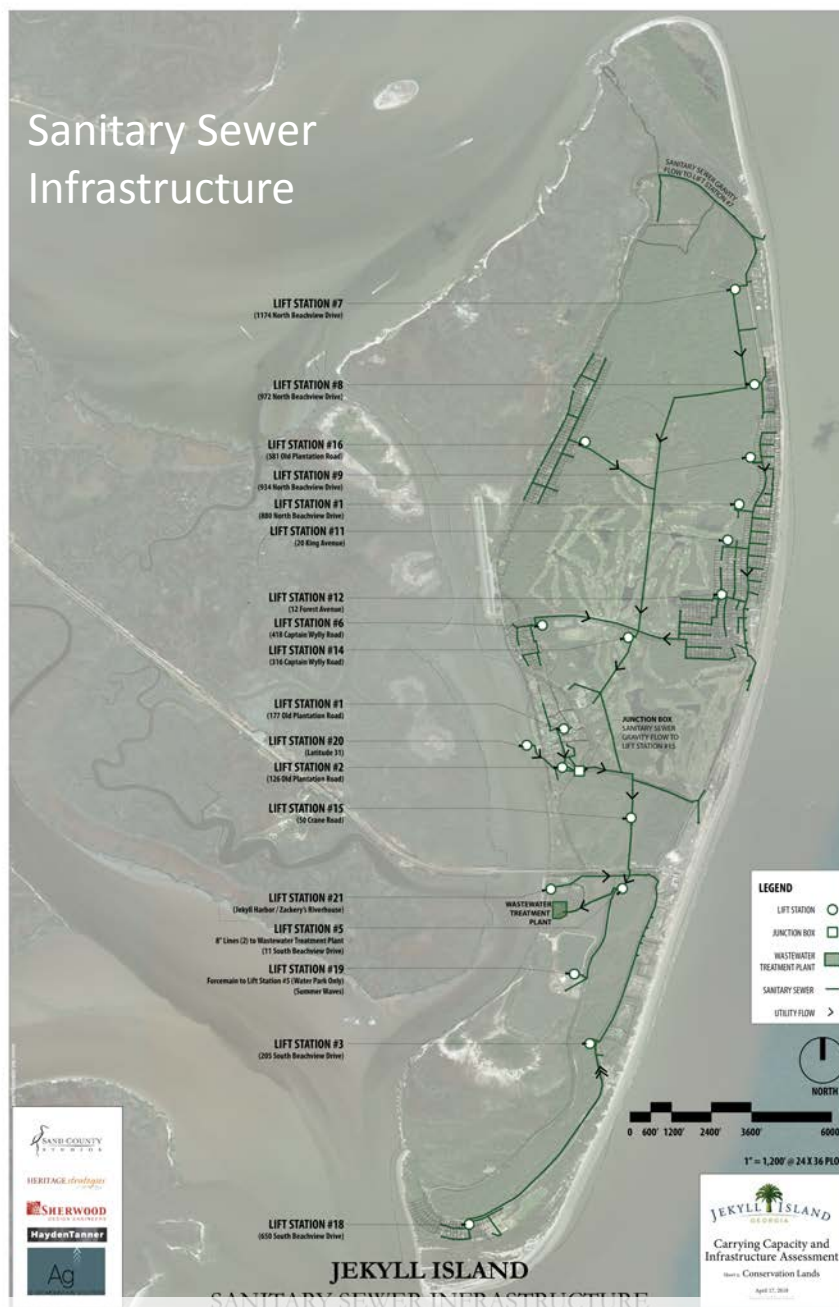 Sanitary Sewer
Infrastructure
SANITARY SEWER GRAVITY
FLOW TO LIFT STATION #7
LIFT STATION #7
(1174 North Beachview Drive)
LIFT STATION #8
(972 North Beachview Drive)
LIFT STATION #16
(581 Old Plantation Road)
LIFT STATION #9
(934 North Beachview Drive)
LIFT STATION #1
(880 North Beachview Drive)
LIFT STATION #11
(20 King Avenue)
LIFT STATION #12
(12 Forest Avenue)
LIFT STATION #6
(418 Captain Wylly Road)
LIFT STATION #14
(316 Captain Wylly Road)
LIFT STATION #1
(177 Old Plantation Road)
LIFT STATION #20
(Latitude 31)
LIFT STATION #2
(126 Old Plantation Road)
LIFT STATION #15
(50 Crane Road)
JUNCTION BOX
SANITARY SEWER
GRAVITY FLOW TO
LIFT STATION #15
LIFT STATION #21
(Jekyll Harbor / Zackery's Riverhouse)
WASTEWATER
TREATMENT
PLANT
LIFT STATION #5
8" Lines (2) to Wastewater Treatment Plant
(11 South Beachview Drive)
LIFT STATION #19
Forcemain to Lift Station #5 (Water Park Only)
(Summer Waves)
LIFT STATION #3
(205 South Beachview Drive)
LIFT STATION #18
(650 South Beachview Drive)
LEGEND
LIFT STATION
JUNCTION BOX
WASTEWATER
TREATMENT PLANT
SANITARY SEWER
UTILITY FLOW
NORTH
0 600' 1200' 2400' 3600' 6000
1" = 1,200' @ 24 X 36 PLO
SAND COUNTY
STUDIOS
HERITAGE strategies
SHERWOOD
DESIGN ENGINEERS
HaydenTanner
Ag
JEKYLL ISLAND
GEORGIA
Carrying Capacity and
Infrastructure Assessment
Conservation Lands
April 17, 2018
JEKYLL ISLAND
SANITARY SEWER INFRASTRUCTURE